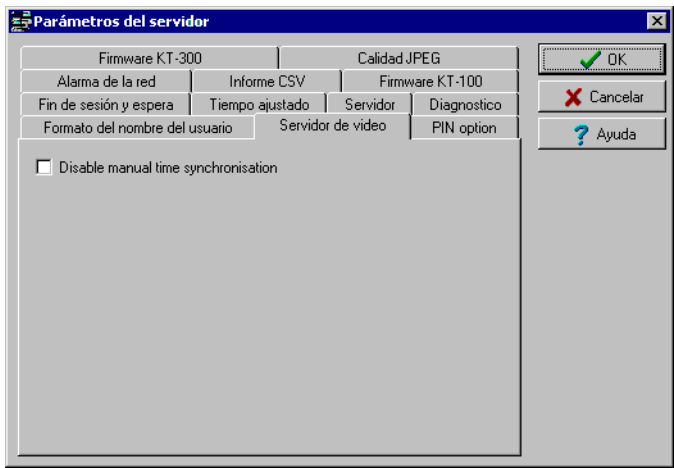 Parámetros del servidor
Firmware KT-300 Calidad JPEG
Alarma de la red Informe CSV Firmware KT-100
Fin de sesión y espera Tiempo ajustado Servidor Diagnostico
Formato del nombre del usuario Servidor de video PIN option
Disable manual time synchronisation
OK
Cancelar
Ayuda